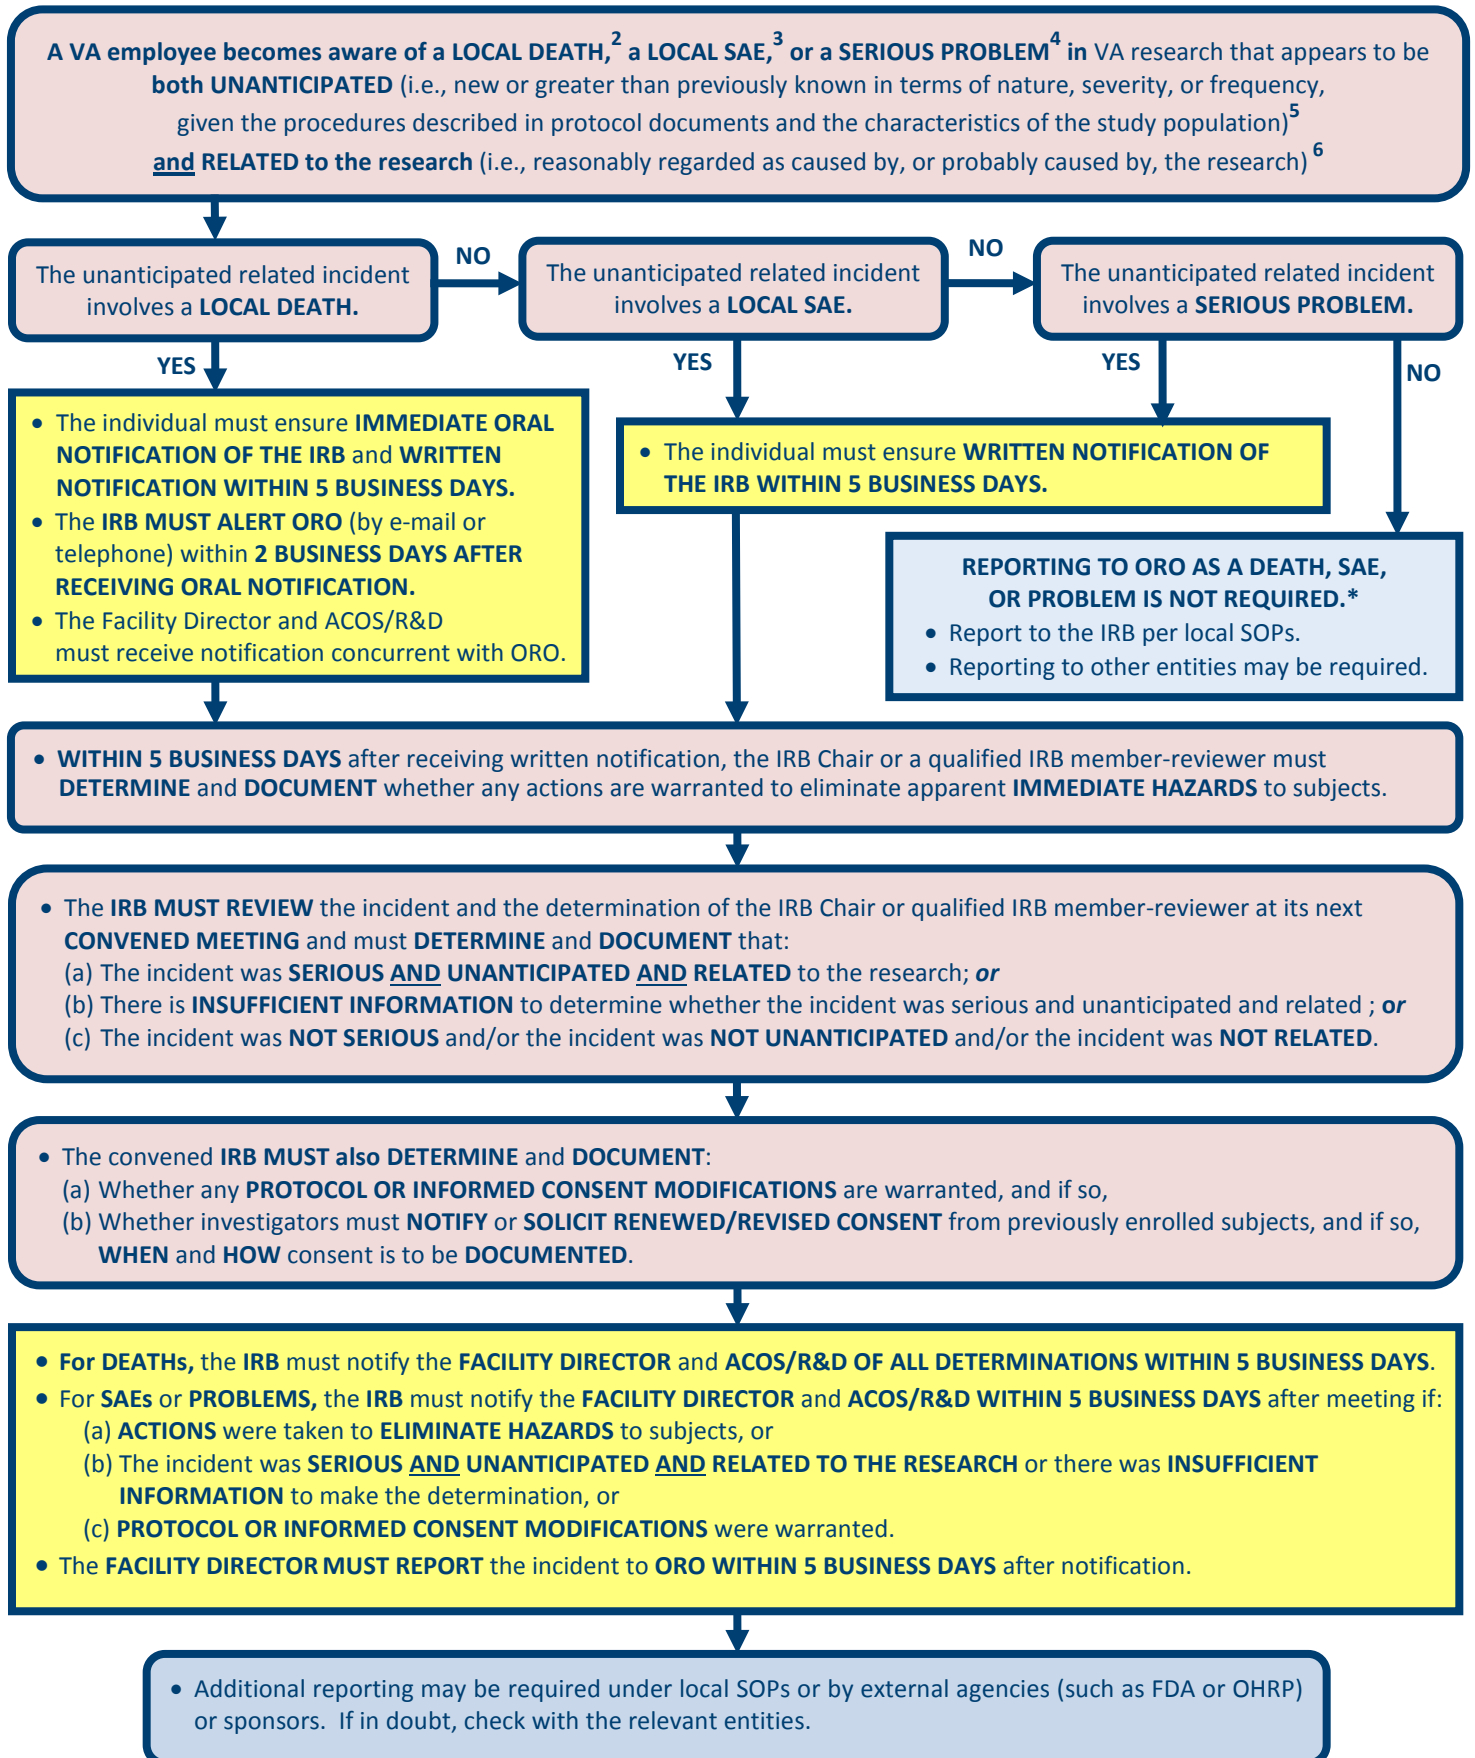 A VA employee becomes aware of a LOCAL DEATH,2 a LOCAL SAE,3 or a SERIOUS PROBLEM4 in VA research that appears to be
both UNANTICIPATED (i.e., new or greater than previously known in terms of nature, severity, or frequency,
given the procedures described in protocol documents and the characteristics of the study population)5
and RELATED to the research (i.e., reasonably regarded as caused by, or probably caused by, the research) 6
The unanticipated related incident
involves a LOCAL DEATH.
NO
The unanticipated related incident
involves a LOCAL SAE.
NO
The unanticipated related incident
involves a SERIOUS PROBLEM.
YES
YES
YES
NO
• The individual must ensure IMMEDIATE ORAL
NOTIFICATION OF THE IRB and WRITTEN
NOTIFICATION WITHIN 5 BUSINESS DAYS.
• The IRB MUST ALERT ORO (by e-mail or
telephone) within 2 BUSINESS DAYS AFTER
RECEIVING ORAL NOTIFICATION.
• The Facility Director and ACOS/R&D
must receive notification concurrent with ORO.
• The individual must ensure WRITTEN NOTIFICATION OF
THE IRB WITHIN 5 BUSINESS DAYS.
REPORTING TO ORO AS A DEATH, SAE,
OR PROBLEM IS NOT REQUIRED.*
• Report to the IRB per local SOPs.
• Reporting to other entities may be required.
• WITHIN 5 BUSINESS DAYS after receiving written notification, the IRB Chair or a qualified IRB member-reviewer must
DETERMINE and DOCUMENT whether any actions are warranted to eliminate apparent IMMEDIATE HAZARDS to subjects.
• The IRB MUST REVIEW the incident and the determination of the IRB Chair or qualified IRB member-reviewer at its next
CONVENED MEETING and must DETERMINE and DOCUMENT that:
(a) The incident was SERIOUS AND UNANTICIPATED AND RELATED to the research; or
(b) There is INSUFFICIENT INFORMATION to determine whether the incident was serious and unanticipated and related ; or
(c) The incident was NOT SERIOUS and/or the incident was NOT UNANTICIPATED and/or the incident was NOT RELATED.
• The convened IRB MUST also DETERMINE and DOCUMENT:
(a) Whether any PROTOCOL OR INFORMED CONSENT MODIFICATIONS are warranted, and if so,
(b) Whether investigators must NOTIFY or SOLICIT RENEWED/REVISED CONSENT from previously enrolled subjects, and if so,
WHEN and HOW consent is to be DOCUMENTED.
• For DEATHs, the IRB must notify the FACILITY DIRECTOR and ACOS/R&D OF ALL DETERMINATIONS WITHIN 5 BUSINESS DAYS.
• For SAEs or PROBLEMS, the IRB must notify the FACILITY DIRECTOR and ACOS/R&D WITHIN 5 BUSINESS DAYS after meeting if:
(a) ACTIONS were taken to ELIMINATE HAZARDS to subjects, or
(b) The incident was SERIOUS AND UNANTICIPATED AND RELATED TO THE RESEARCH or there was INSUFFICIENT
INFORMATION to make the determination, or
(c) PROTOCOL OR INFORMED CONSENT MODIFICATIONS were warranted.
• The FACILITY DIRECTOR MUST REPORT the incident to ORO WITHIN 5 BUSINESS DAYS after notification.
• Additional reporting may be required under local SOPs or by external agencies (such as FDA or OHRP)
or sponsors. If in doubt, check with the relevant entities.